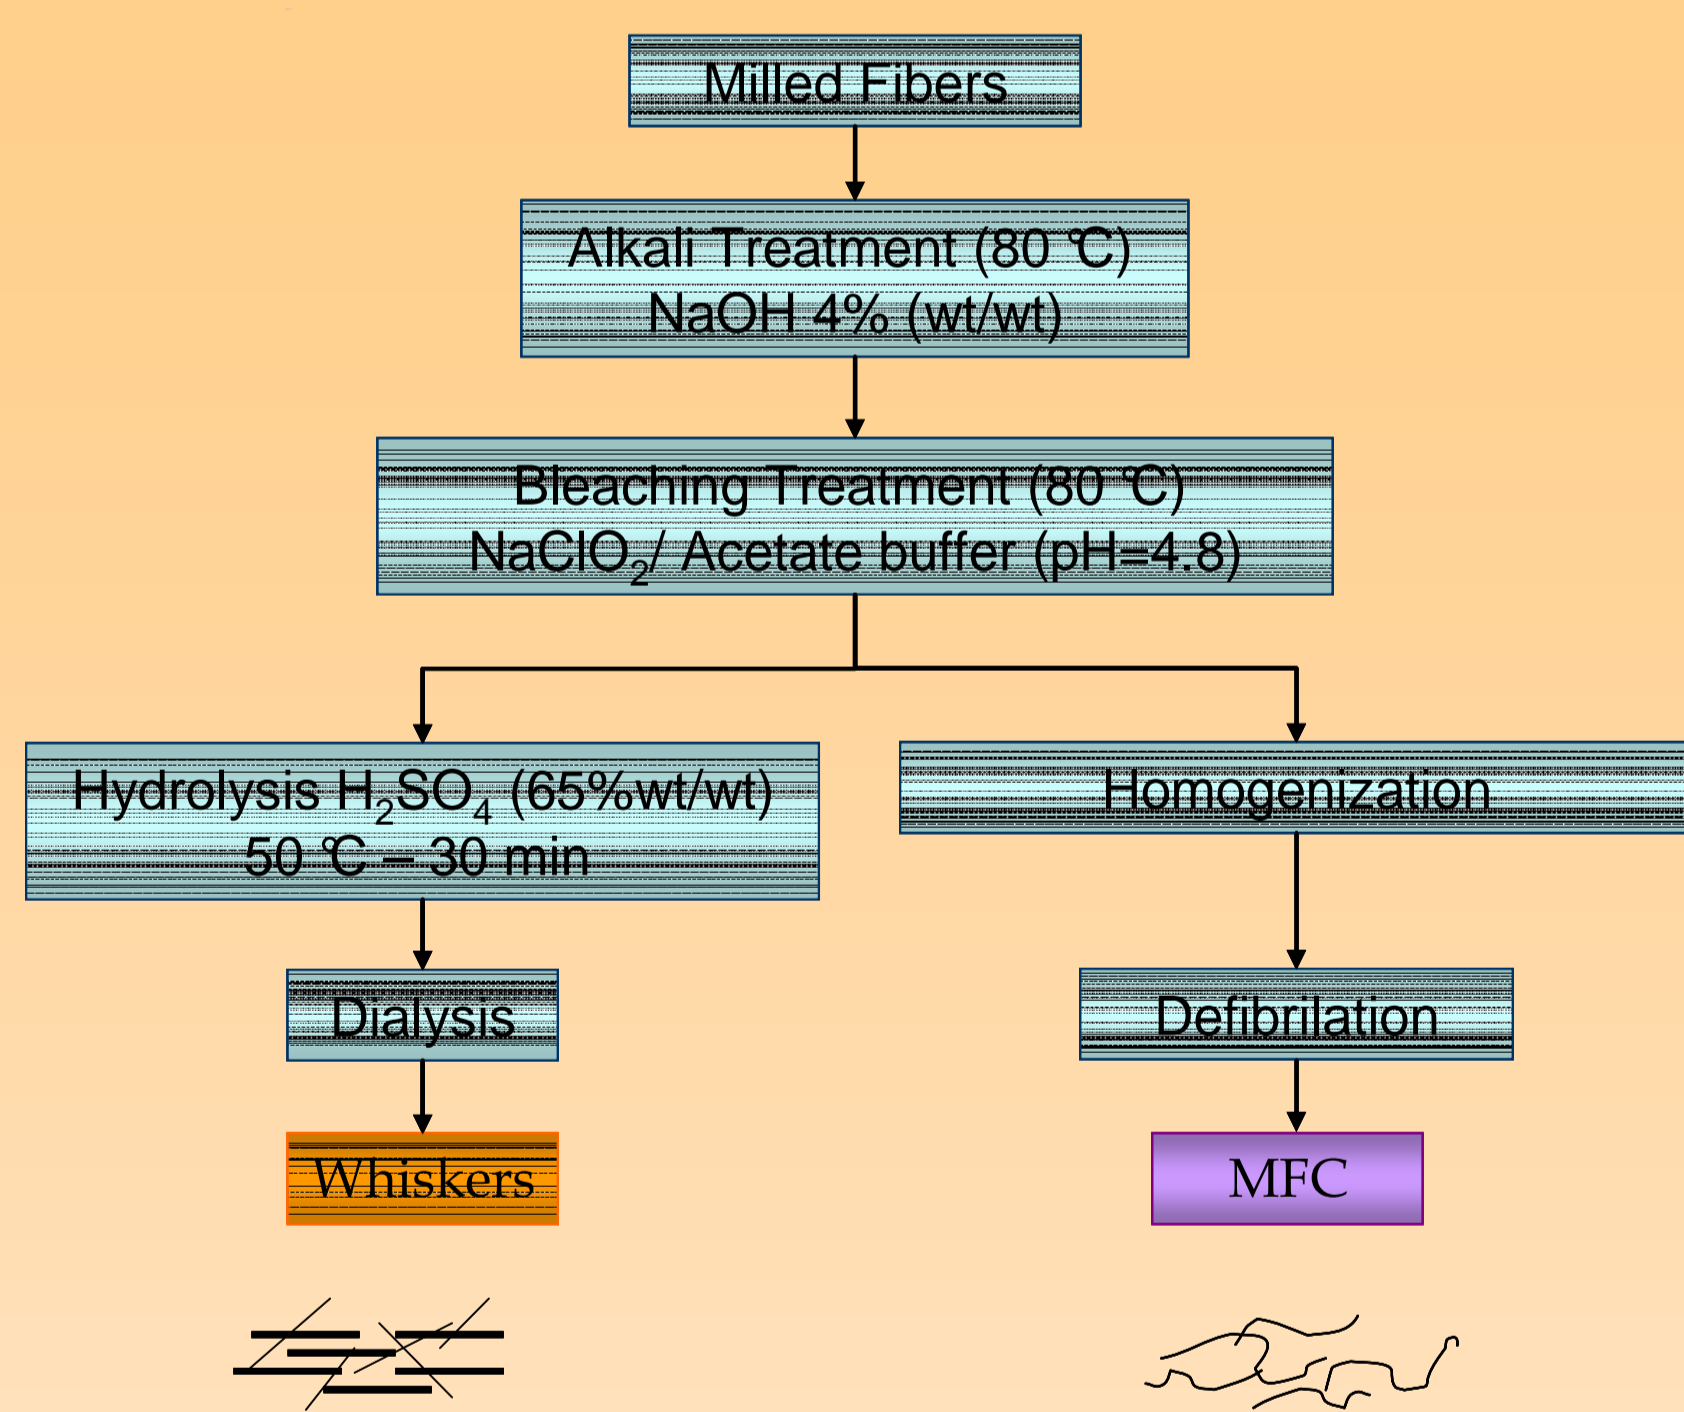 Milled Fibers
Alkali Treatment (80 °C)
NaOH 4% (wt/wt)
Bleaching Treatment (80 °C)
NaClO₂/ Acetate buffer (pH=4.8)
Hydrolysis H₂SO₄ (65%wt/wt)
50 °C – 30 min
Homogenization
Dialysis
Defibrilation
Whiskers
MFC